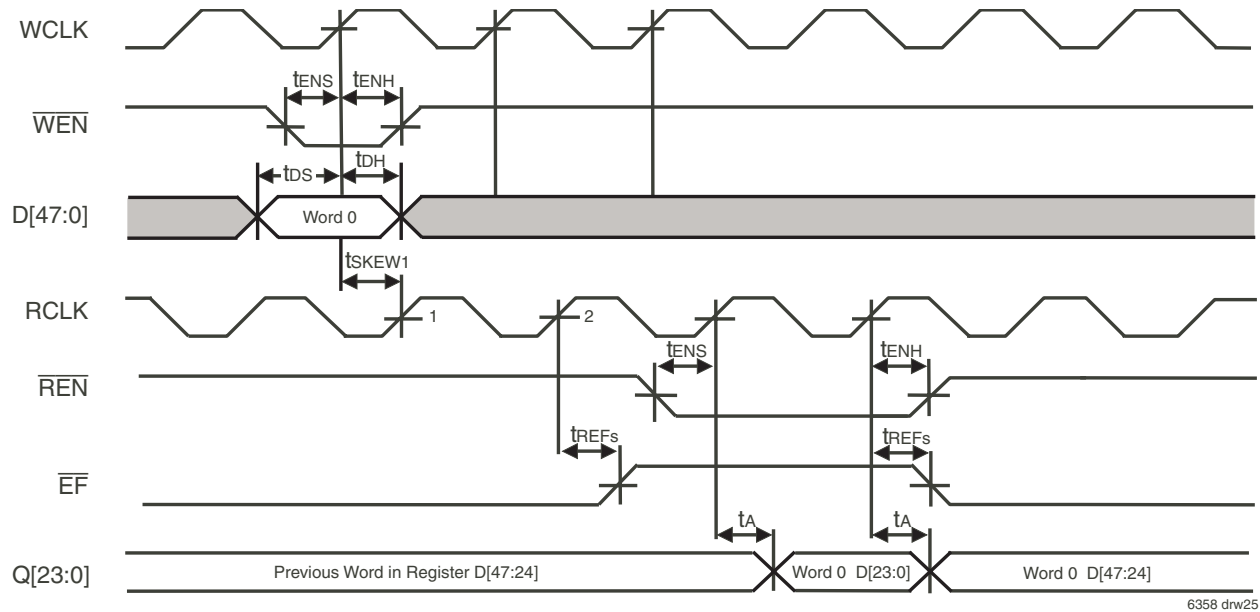 WCLK
tENS tENH
WEN
tDS tDH
D[47:0] Word 0
tSKEW1
RCLK 1 2
tENS tENH
REN
tREFs tREFs
EF
tA tA
Q[23:0] Previous Word in Register D[47:24] Word 0 D[23:0] Word 0 D[47:24]
6358 drw25